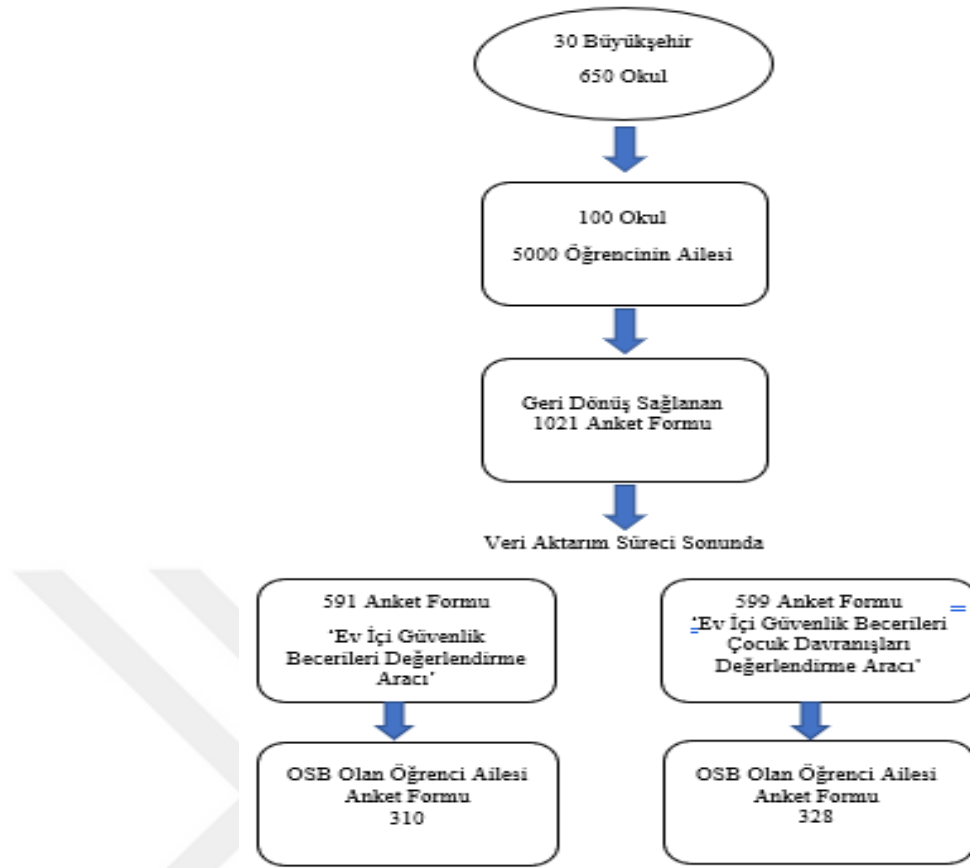 30 Büyükşehir
650 Okul
100 Okul
5000 Öğrencinin Ailesi
Geri Dönüş Sağlanan
1021 Anket Formu
Veri Aktarım Süreci Sonunda
591 Anket Formu
'Ev İçi Güvenlik
Becerileri Değerlendirme
Aracı'
599 Anket Formu
'Ev İçi Güvenlik Becerileri
Çocuk Davranışları
Değerlendirme Aracı'
OSB Olan Öğrenci Ailesi
Anket Formu
310
OSB Olan Öğrenci Ailesi
Anket Formu
328